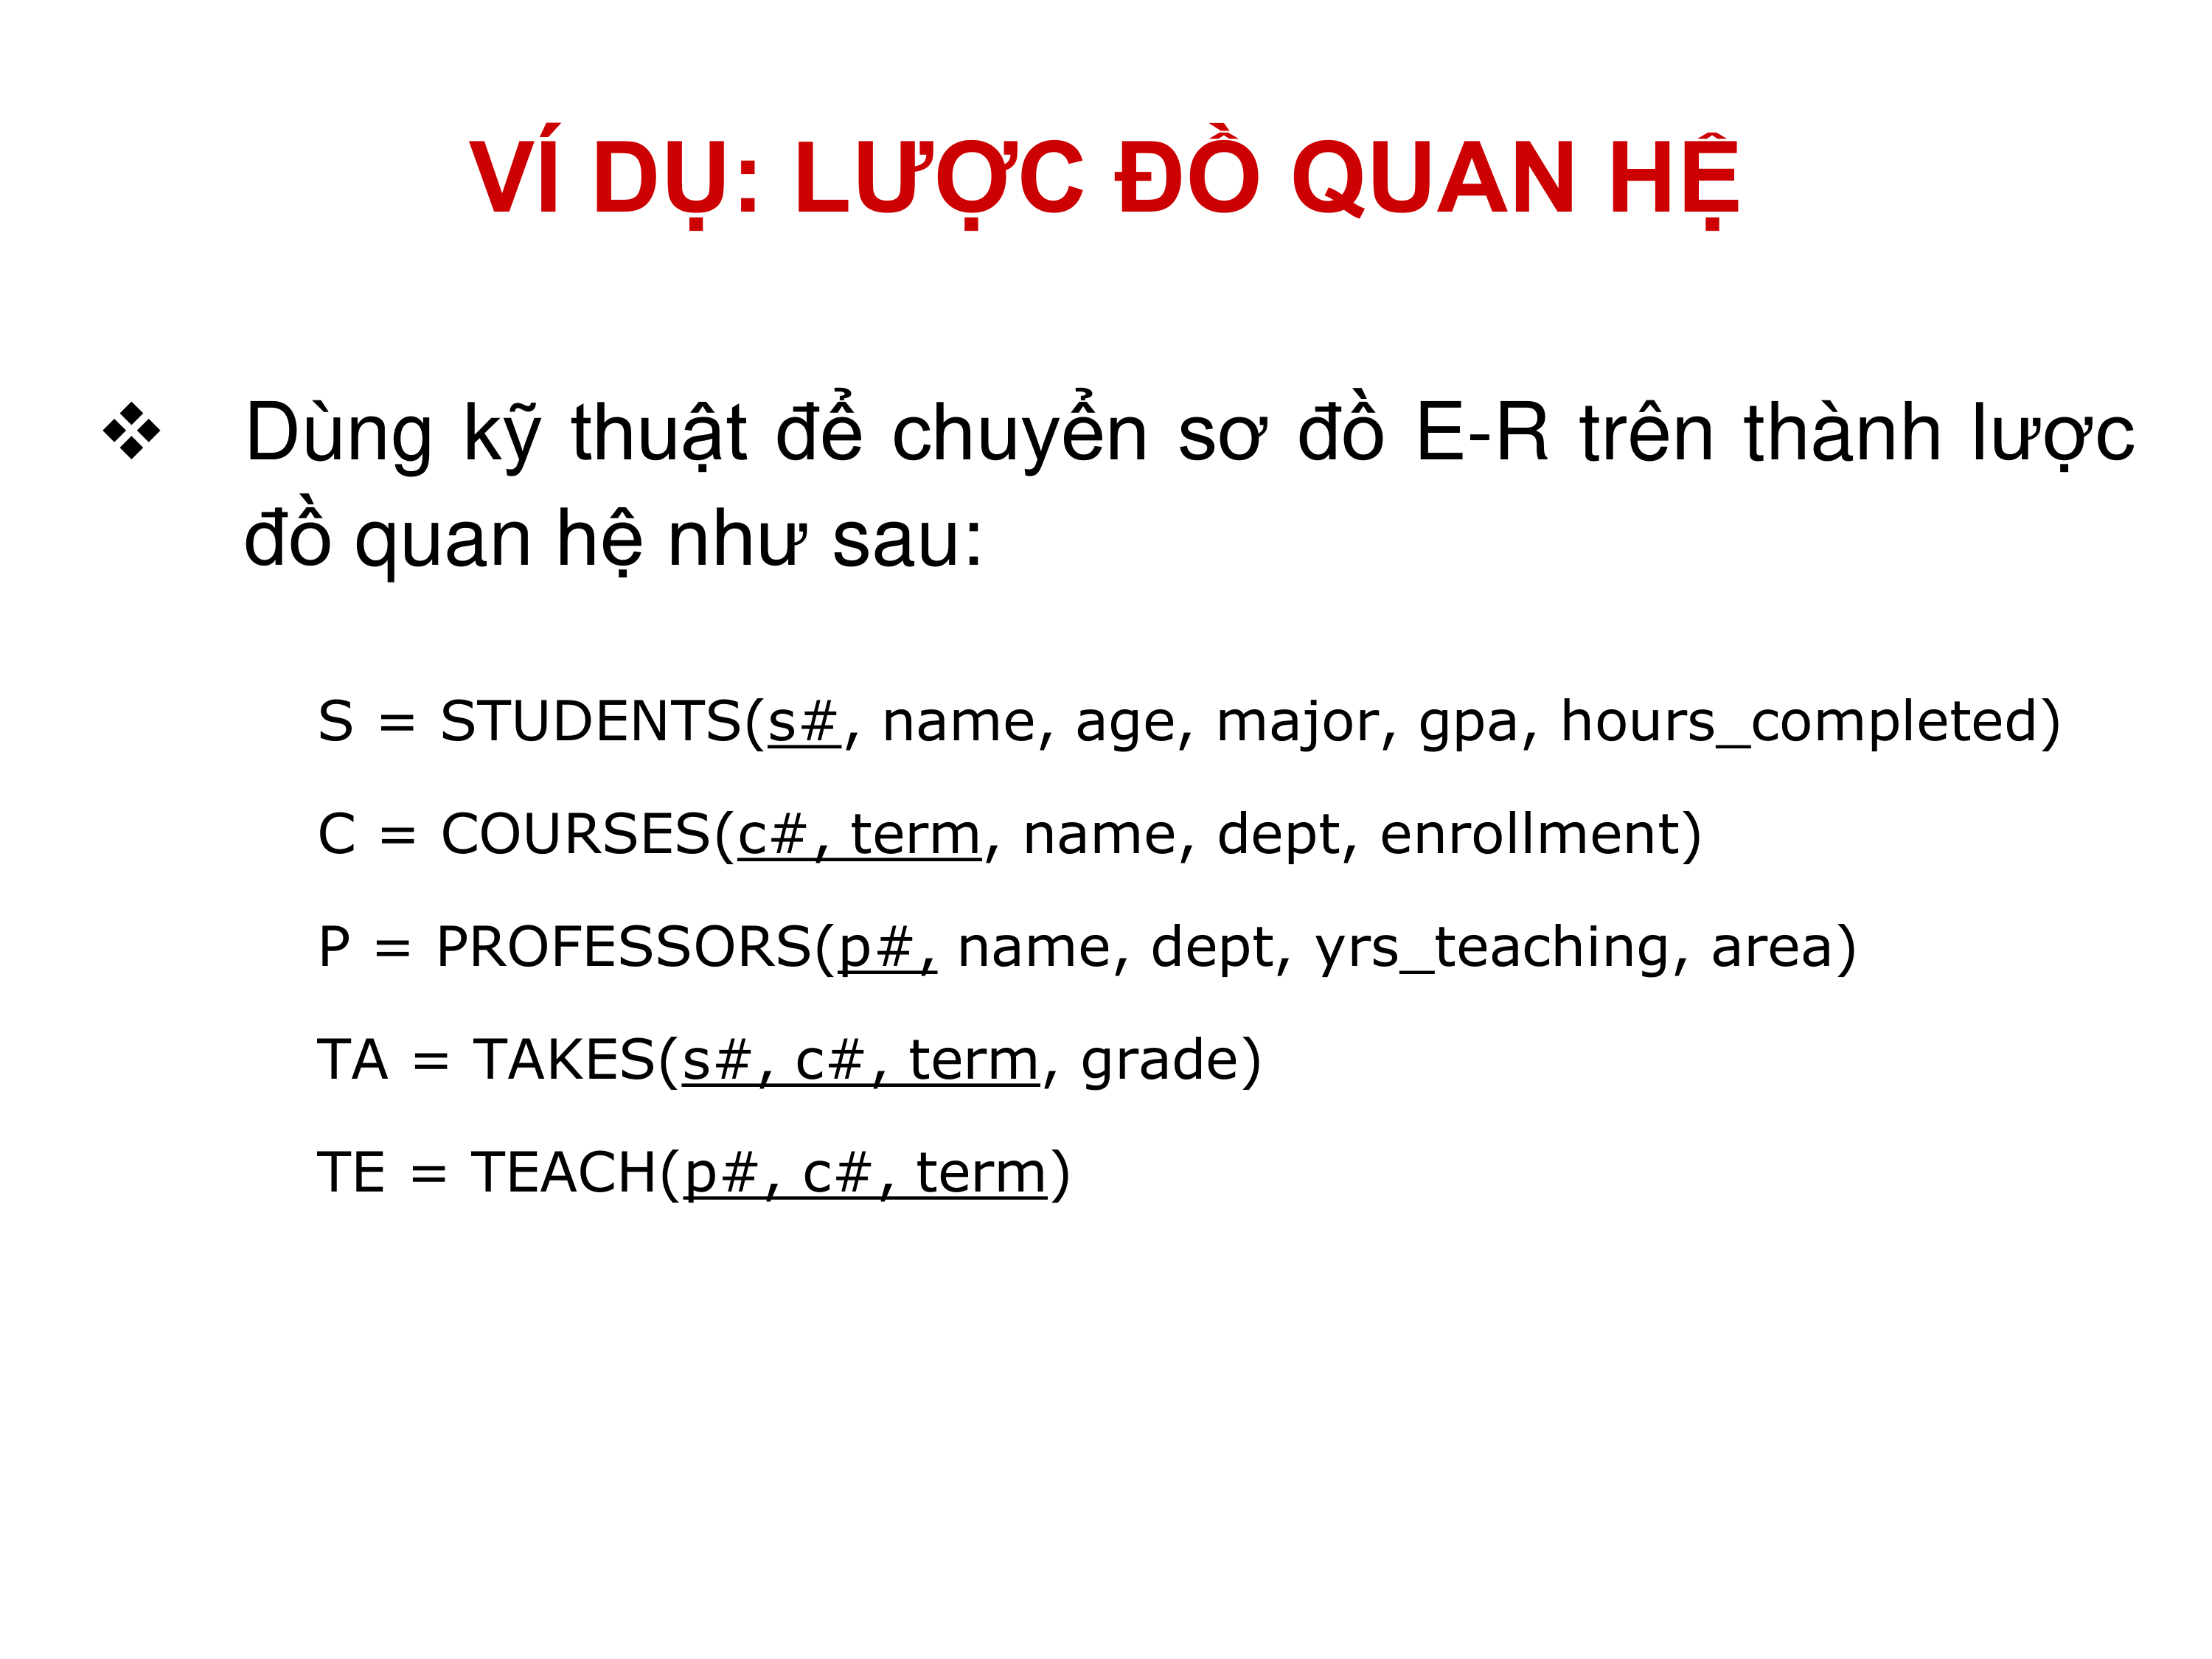 VÍ DỤ: LƯỢC ĐỒ QUAN HỆ
❖ Dùng kỹ thuật để chuyển sơ đồ E-R trên thành lược
đồ quan hệ như sau:
S = STUDENTS(s#, name, age, major, gpa, hours_completed)
C = COURSES(c#, term, name, dept, enrollment)
P = PROFESSORS(p#, name, dept, yrs_teaching, area)
TA = TAKES(s#, c#, term, grade)
TE = TEACH(p#, c#, term)